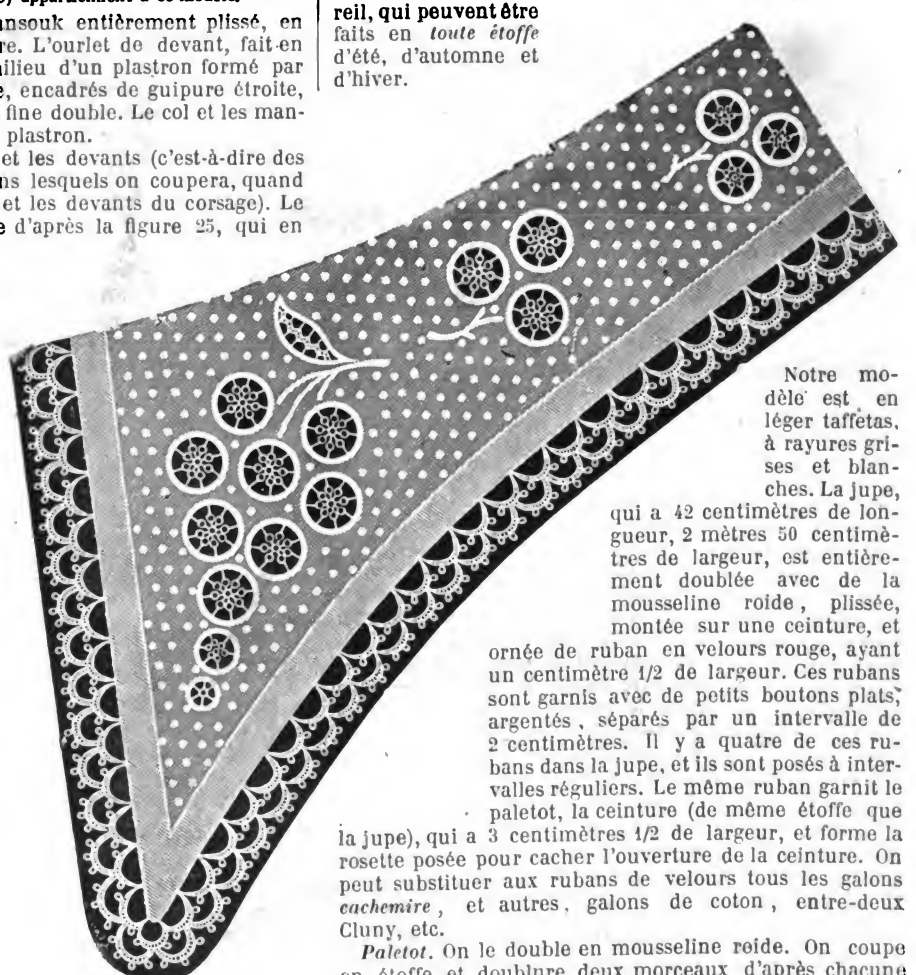 appartiennent à ce modèle.
ansouk entièrement plissé, en
re. L'ourlet de devant, fait en
ilieu d'un plastron formé par
e, encadrés de guipure étroite,
fine double. Le col et les man-
plastron.
et les devants (c'est-à-dire des
ns lesquels on coupera, quand
et les devants du corsage). Le
e d'après la figure 25, qui en
reil, qui peuvent être
faits en toute étoffe
d'été, d'automne et
d'hiver.
Notre mo-
dèle est en
léger taffetas,
à rayures gri-
ses et blan-
ches. La jupe,
qui a 42 centimètres de lon-
gueur, 2 mètres 50 centimè-
tres de largeur, est entière-
ment doublée avec de la
mousseline roide, plissée,
montée sur une ceinture, et
ornée de ruban en velours rouge, ayant
un centimètre 1/2 de largeur. Ces rubans
sont garnis avec de petits boutons plats,
argentés, séparés par un intervalle de
2 centimètres. Il y a quatre de ces ru-
bans dans la jupe, et ils sont posés à inter-
valles réguliers. Le même ruban garnit le
paletot, la ceinture (de même étoffe que
la jupe), qui a 3 centimètres 1/2 de largeur, et forme la
rosette posée pour cacher l'ouverture de la ceinture. On
peut substituer aux rubans de velours tous les galons
cachemire, et autres, galons de coton, entre-deux
Cluny, etc.
Paletot. On le double en mousseline roide. On coupe
en étoffe et doublure deux morceaux d'après chacune